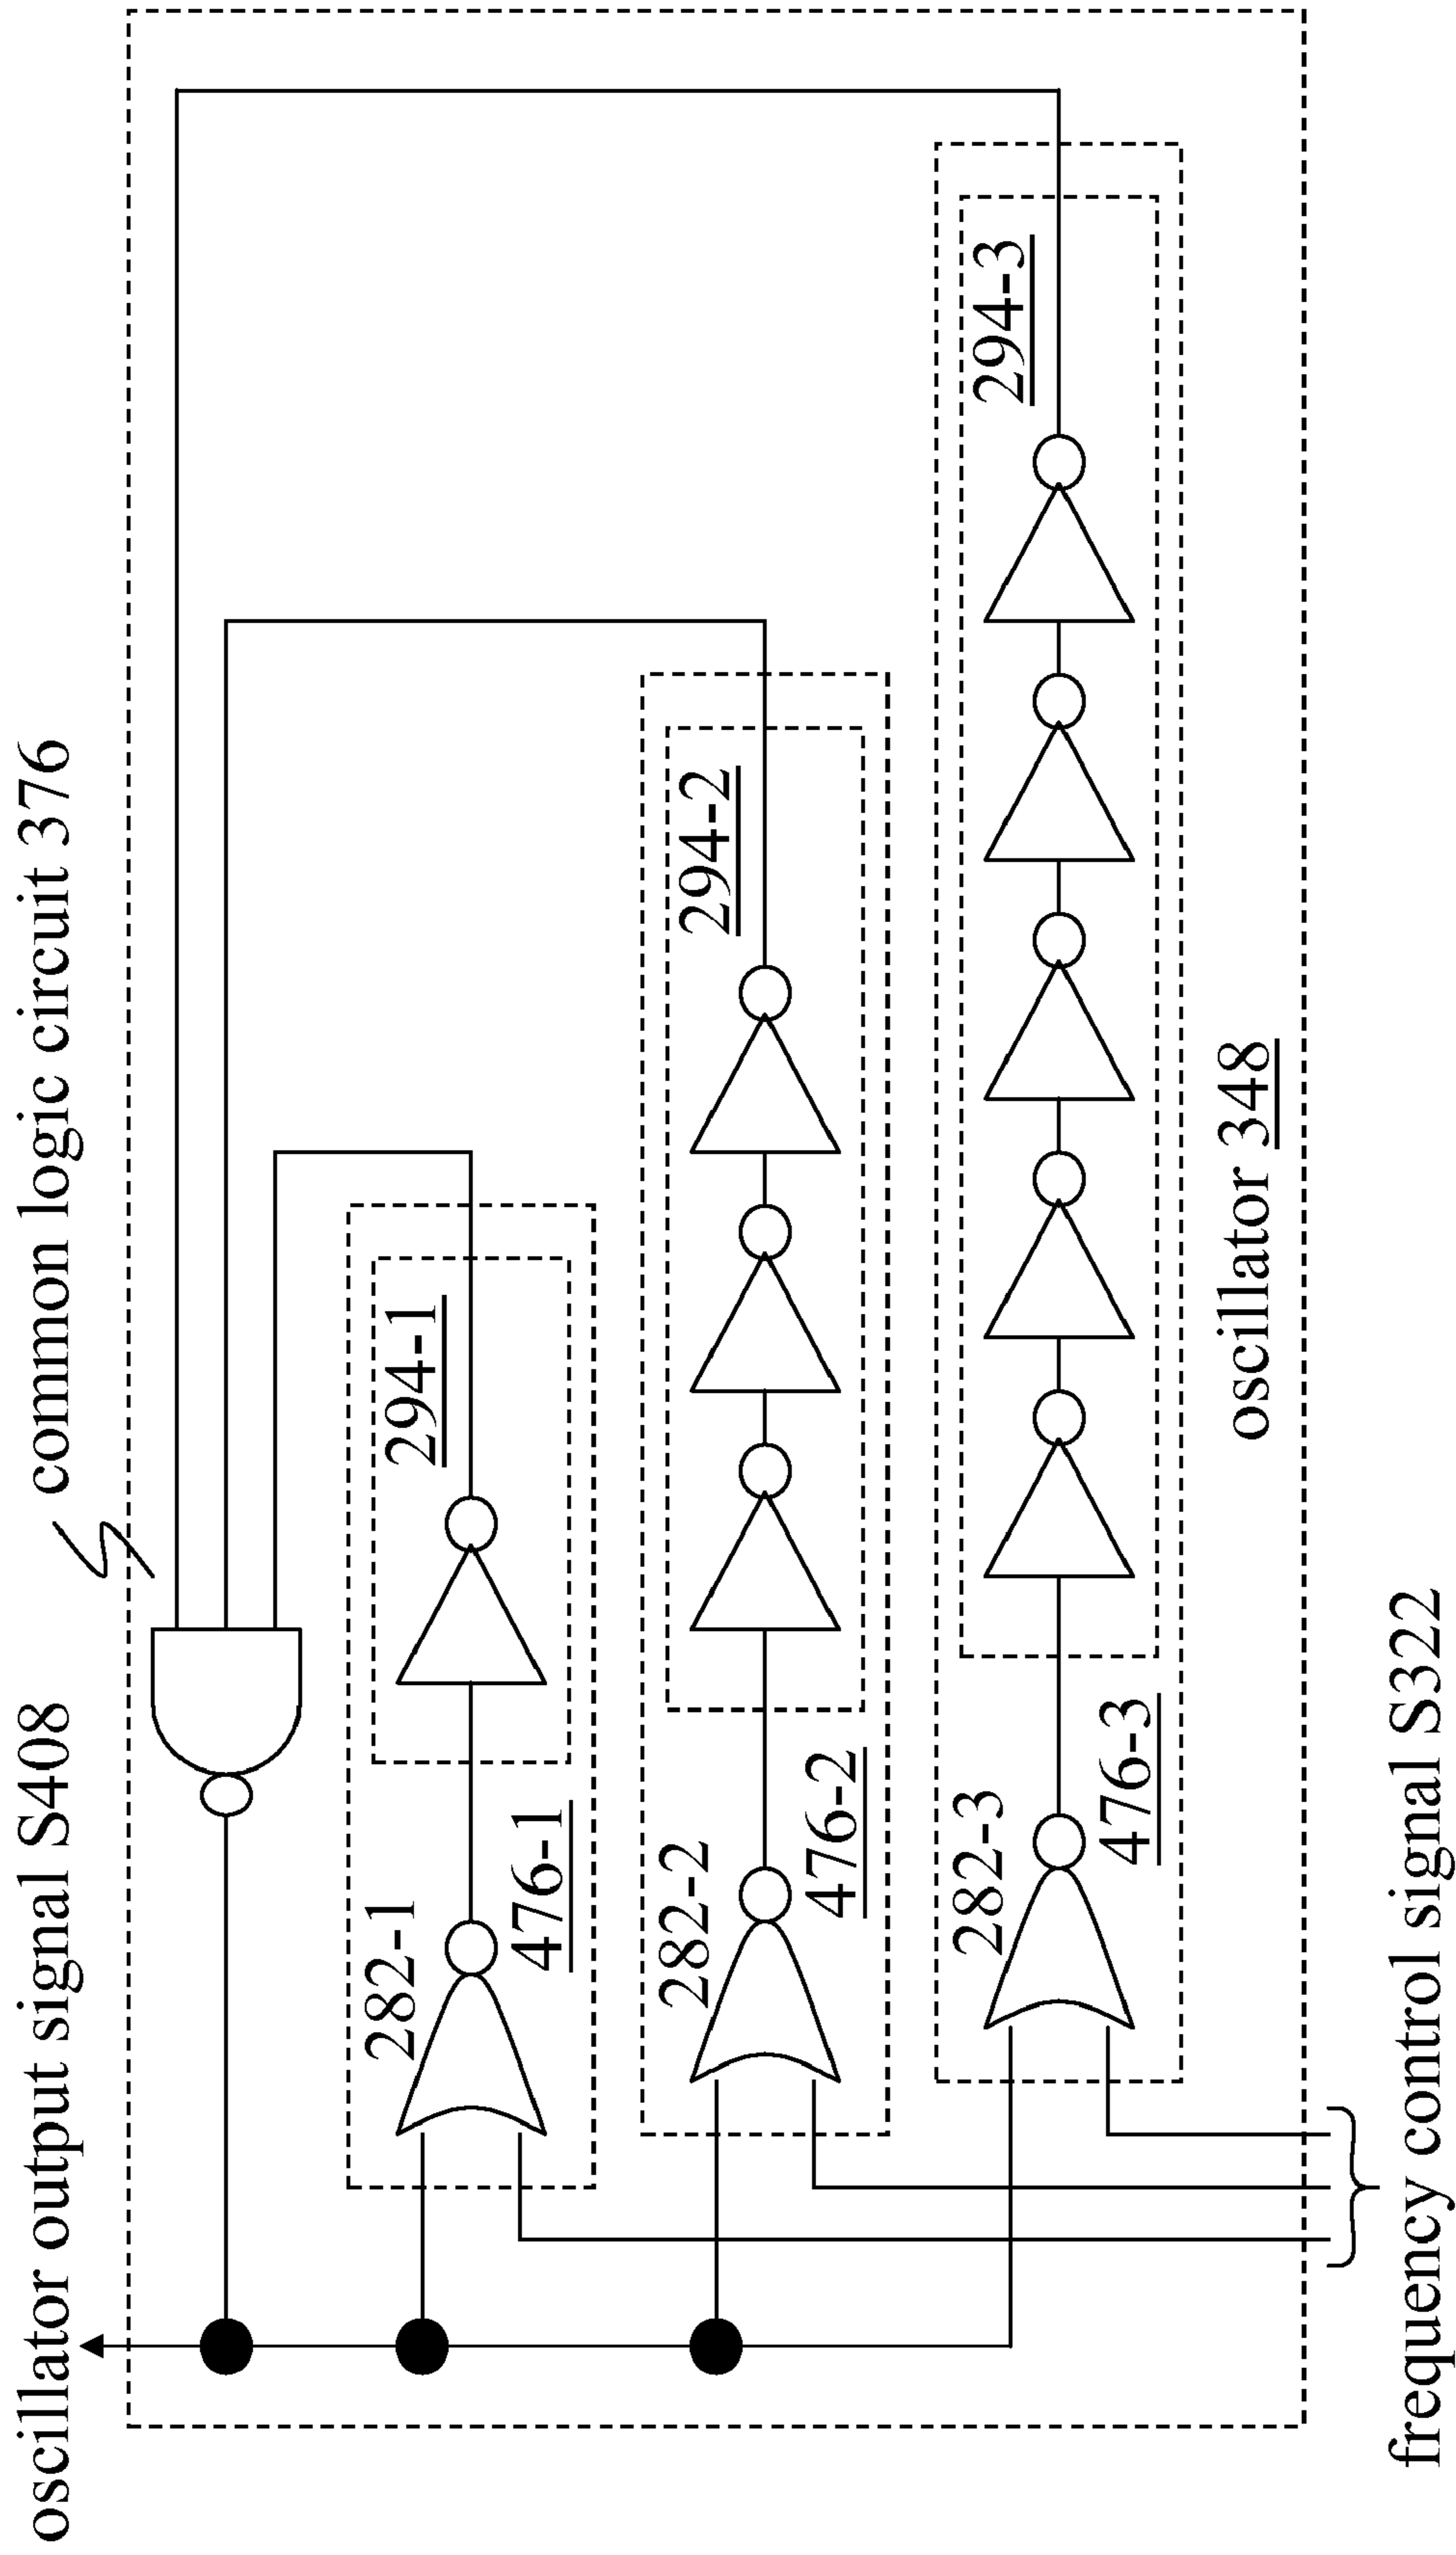 oscillator output signal S408
common logic circuit 376
282-1
294-1
476-1
282-2
294-2
476-2
282-3
294-3
476-3
oscillator 348
frequency control signal S322